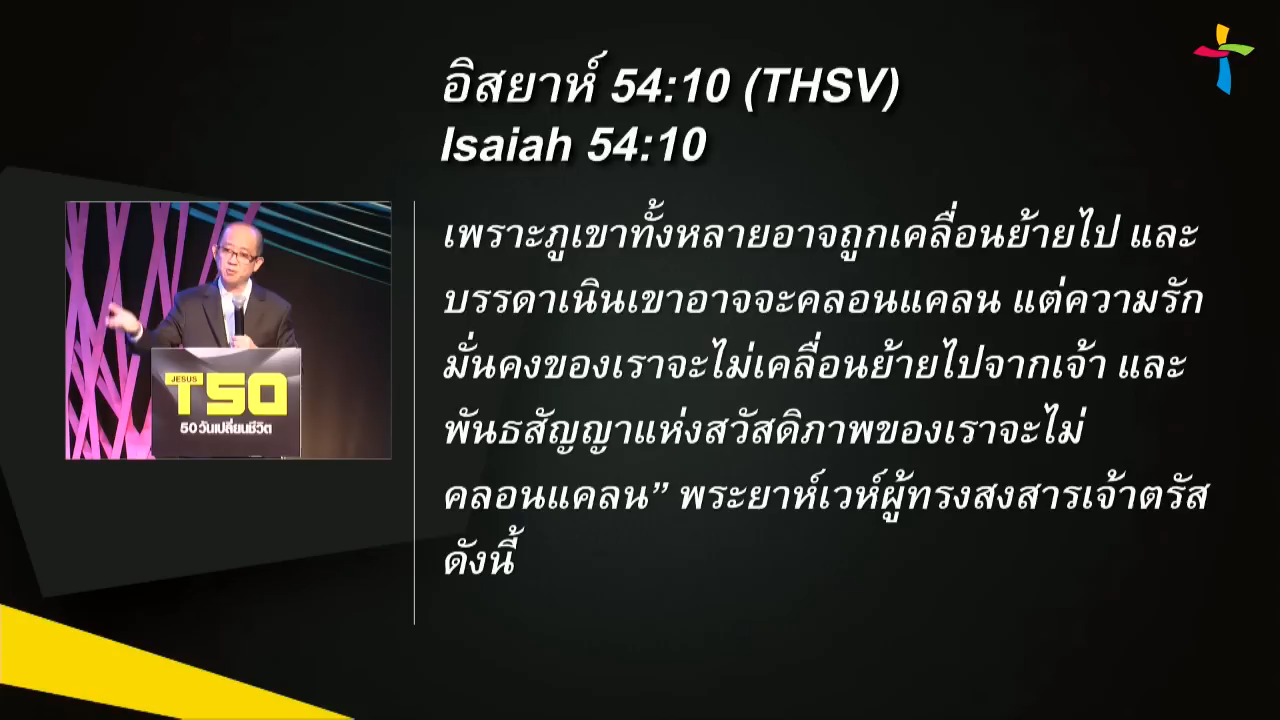 อิสยาห์ 54:10 (THSV)
Isaiah 54:10
เพราะภูเขาทั้งหลายอาจถูกเคลื่อนย้ายไป และ
บรรดาเนินเขาอาจจะคลอนแคลน แต่ความรัก
มั่นคงของเราจะไม่เคลื่อนย้ายไปจากเจ้า และ
พันธสัญญาแห่งสวัสดิภาพของเราจะไม่
คลอนแคลน” พระยาห์เวห์ผู้ทรงสงสารเจ้าตรัส
ดังนี้
JESUS
T50
50 วันเปลี่ยนชีวิต